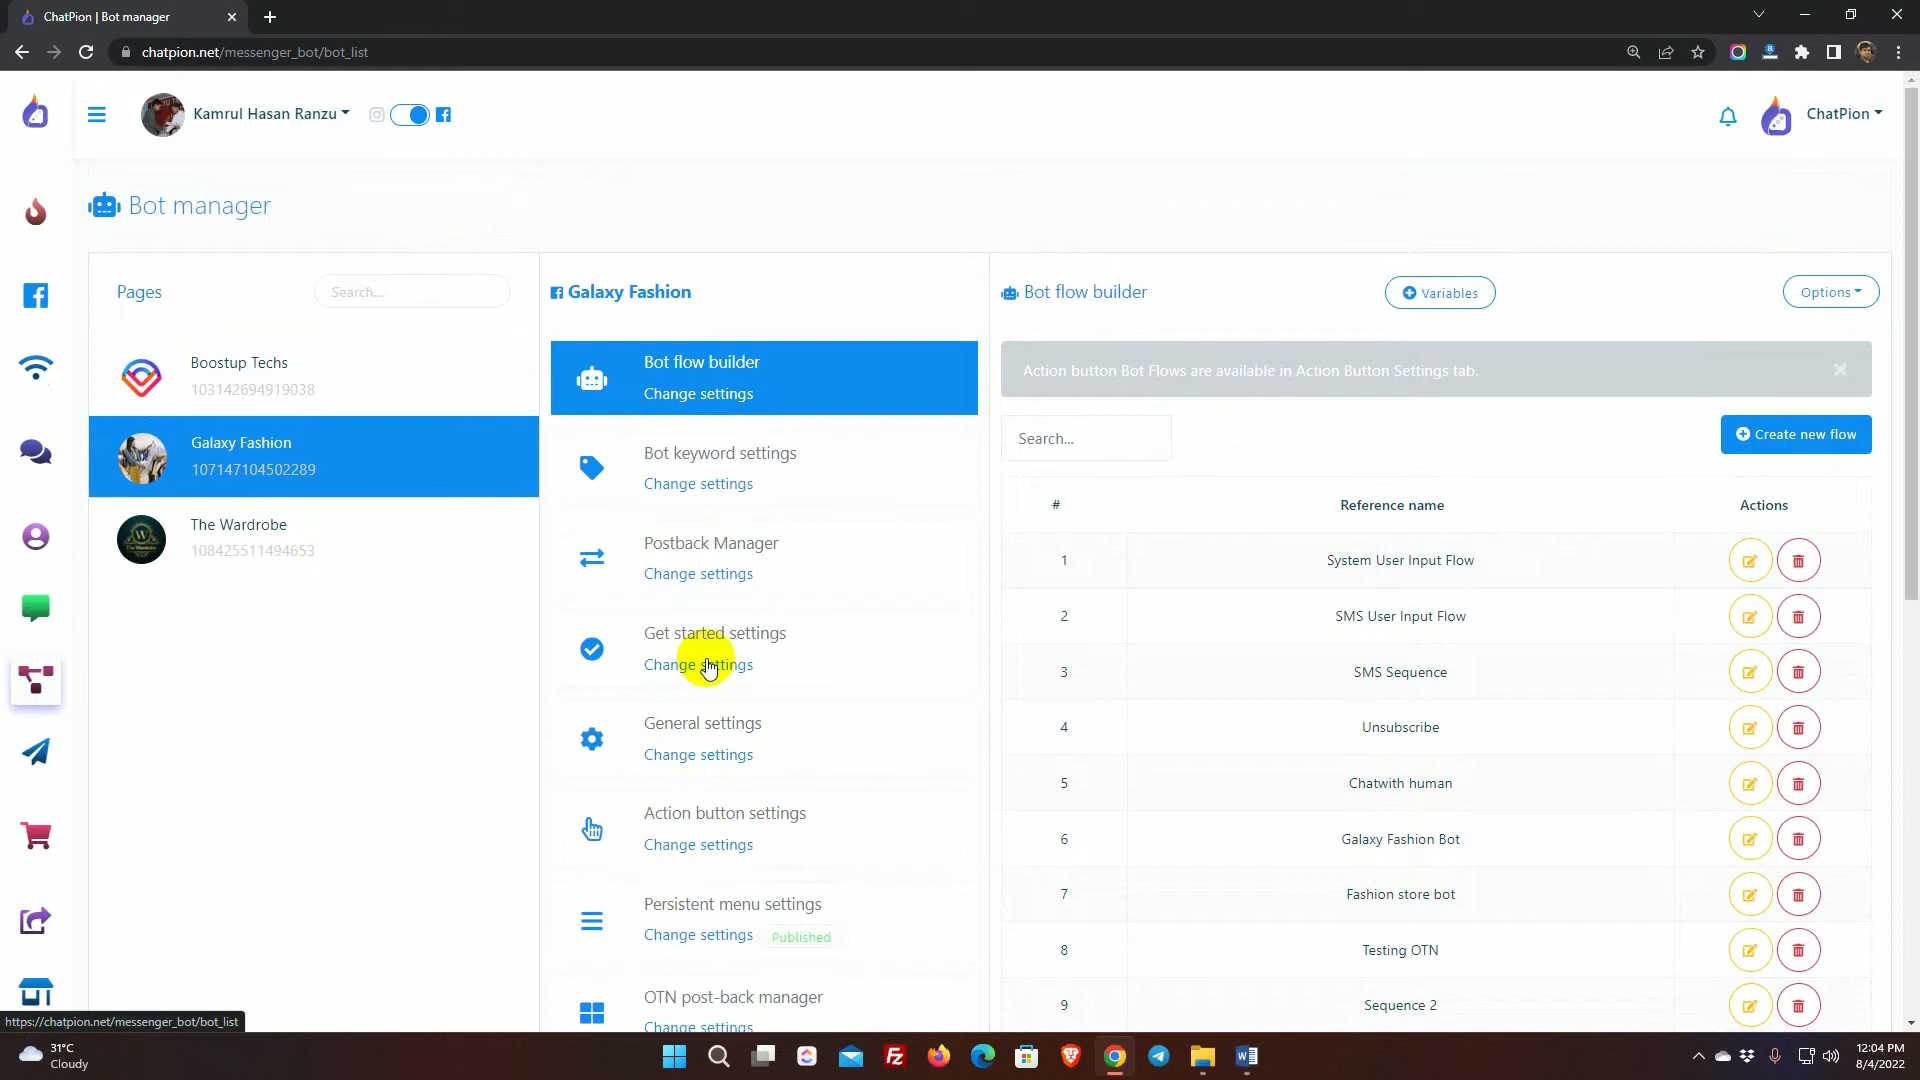 ChatPion | Bot manager
chatpion.net/messenger_bot/bot_list
Kamrul Hasan Ranzu
ChatPion
Bot manager
Pages
Search...
Boostup Techs
103142694919038
Galaxy Fashion
107147104502289
The Wardrobe
108425511494653
Galaxy Fashion
Bot flow builder
Change settings
Bot keyword settings
Change settings
Postback Manager
Change settings
Get started settings
Change settings
General settings
Change settings
Action button settings
Change settings
Persistent menu settings
Change settings Published
OTN post-back manager
Change settings
Bot flow builder
Variables
Options
Action button Bot Flows are available in Action Button Settings tab.
Search...
Create new flow
# Reference name Actions
1 System User Input Flow
2 SMS User Input Flow
3 SMS Sequence
4 Unsubscribe
5 Chatwith human
6 Galaxy Fashion Bot
7 Fashion store bot
8 Testing OTN
9 Sequence 2
https://chatpion.net/messenger_bot/bot_list
31°C
Cloudy
12:04 PM
8/4/2022